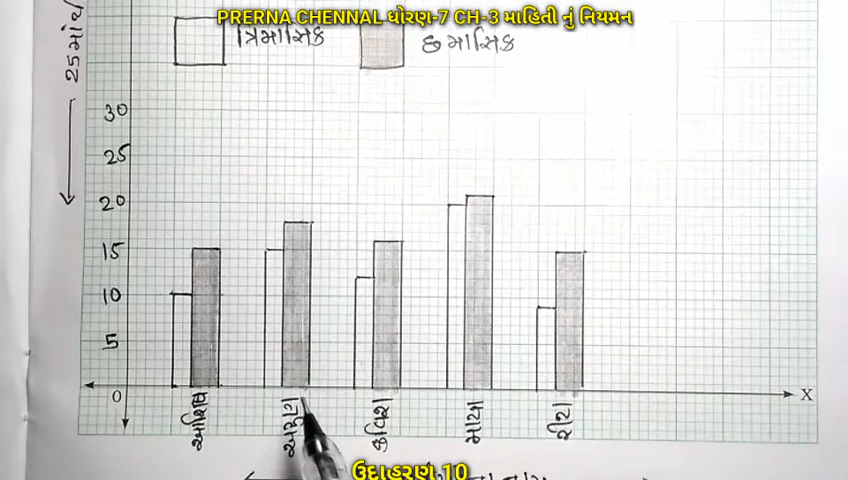 PRERNA CHENNAL ધોરણ-7 CH-3 માહિતી નું નિયમન
ત્રિમાસિક
છ માસિક
25 માંથી
30
25
20
15
10
5
0
X
આશિષ
અરુણ
કવિશ
માયા
રીટા
ઉદાહરણ 10